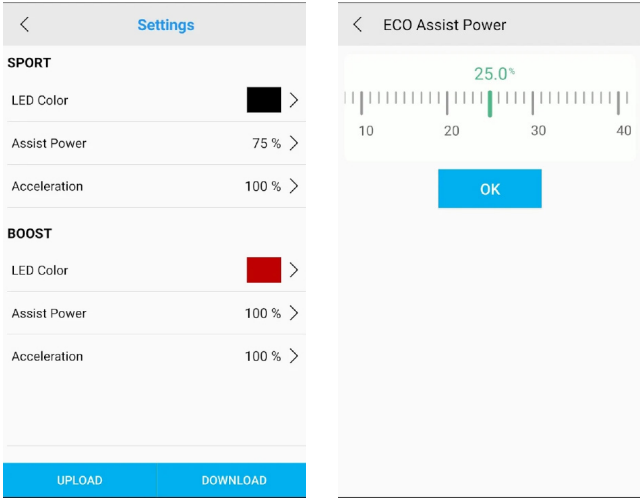 Settings
SPORT
LED Color
Assist Power 75 %
Acceleration 100 %
BOOST
LED Color
Assist Power 100 %
Acceleration 100 %
UPLOAD DOWNLOAD
ECO Assist Power
25.0%
10 20 30 40
OK